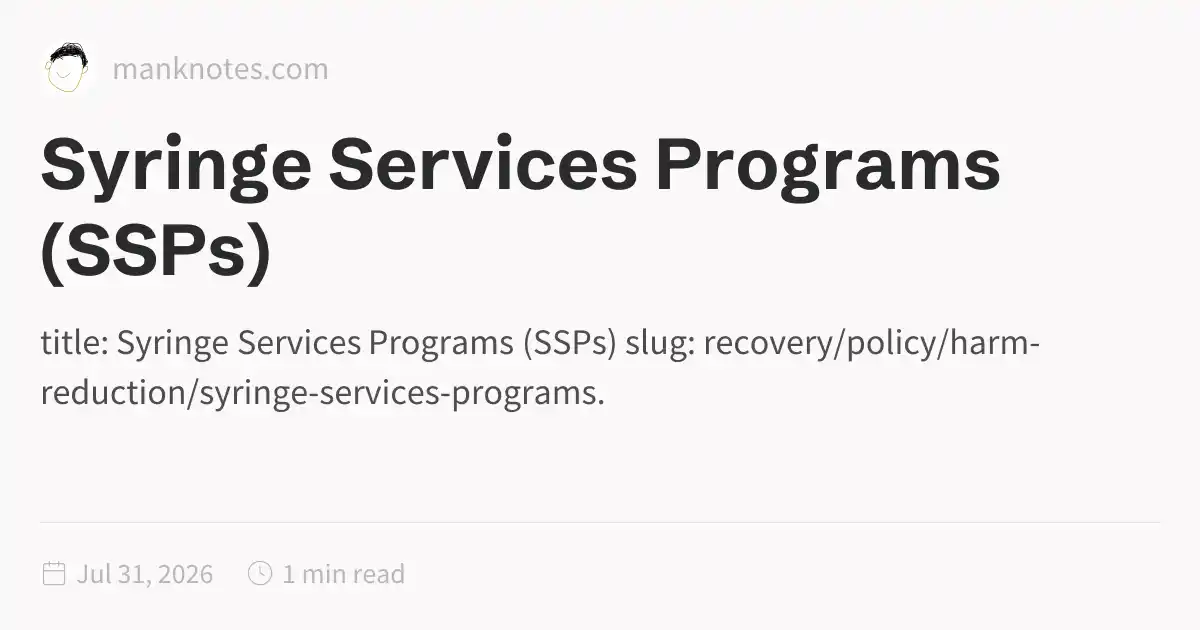 manknotes.com
Syringe Services Programs
(SSPs)
title: Syringe Services Programs (SSPs) slug: recovery/policy/harm-
reduction/syringe-services-programs.
Jul 31, 2026 1 min read